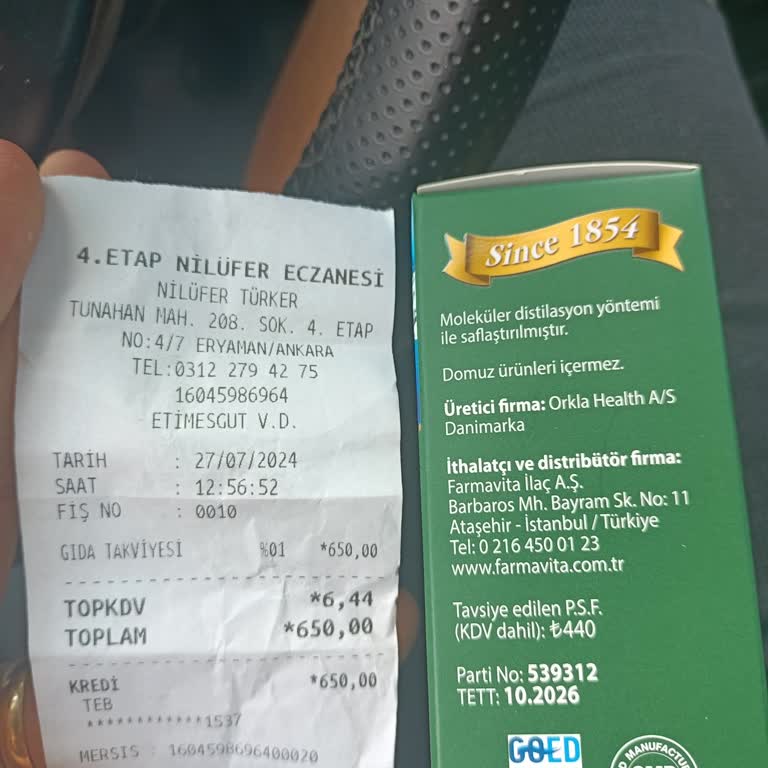 4.ETAP NİLÜFER ECZANESİ
NİLÜFER TÜRKER
TUNAHAN MAH. 208. SOK. 4. ETAP
NO:4/7 ERYAMAN/ANKARA
TEL:0312 279 42 75
16045986964
ETİMESGUT V.D.
TARİH : 27/07/2024
SAAT : 12:56:52
FİŞ NO : 0010
GIDA TAKVİYESİ %01 *650,00
TOPKDV *6,44
TOPLAM *650,00
KREDİ *650,00
TEB
************1537
MERSIS : 1604598696400020
Since 1854
Moleküler distilasyon yöntemi
ile saflaştırılmıştır.
Domuz ürünleri içermez.
Üretici firma: Orkla Health A/S
Danimarka
İthalatçı ve distribütör firma:
Farmavita İlaç A.Ş.
Barbaros Mh. Bayram Sk. No: 11
Ataşehir - İstanbul / Türkiye
Tel: 0 216 450 01 23
www.farmavita.com.tr
Tavsiye edilen P.S.F.
(KDV dahil): ₺440
Parti No: 539312
TETT: 10.2026
GOED